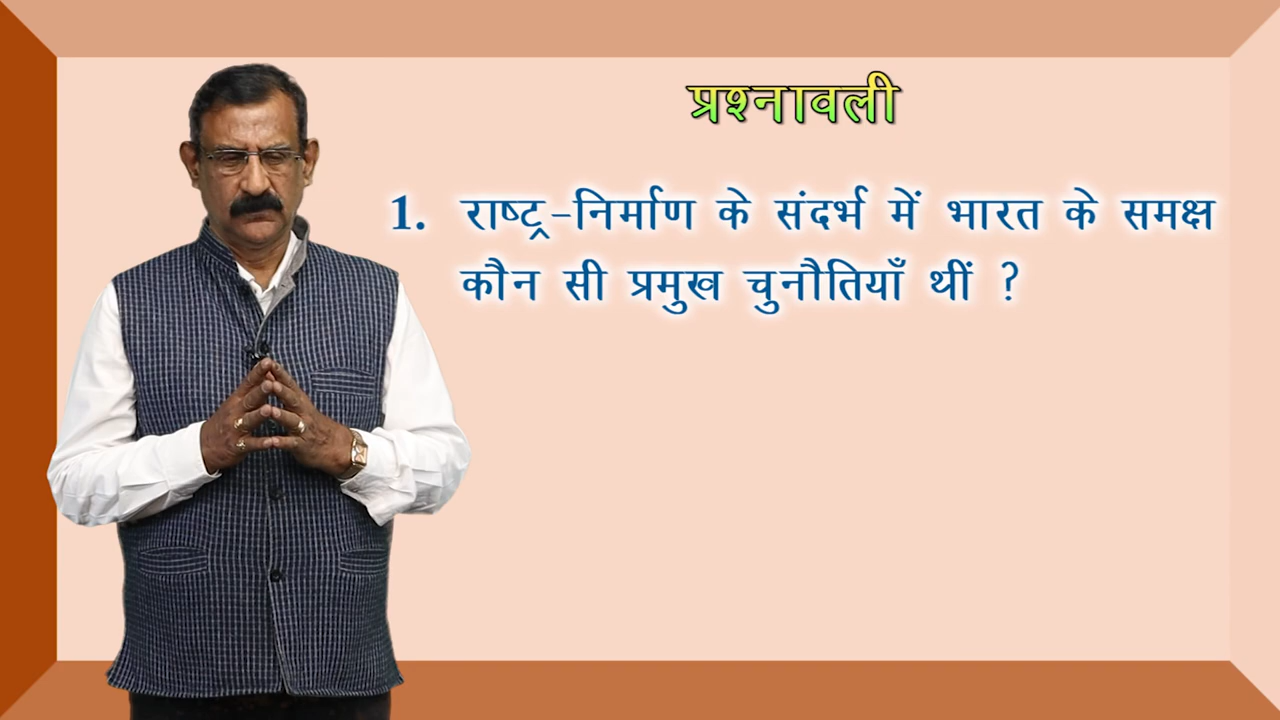 प्रश्नावली
1. राष्ट्र-निर्माण के संदर्भ में भारत के समक्ष
कौन सी प्रमुख चुनौतियाँ थीं ?